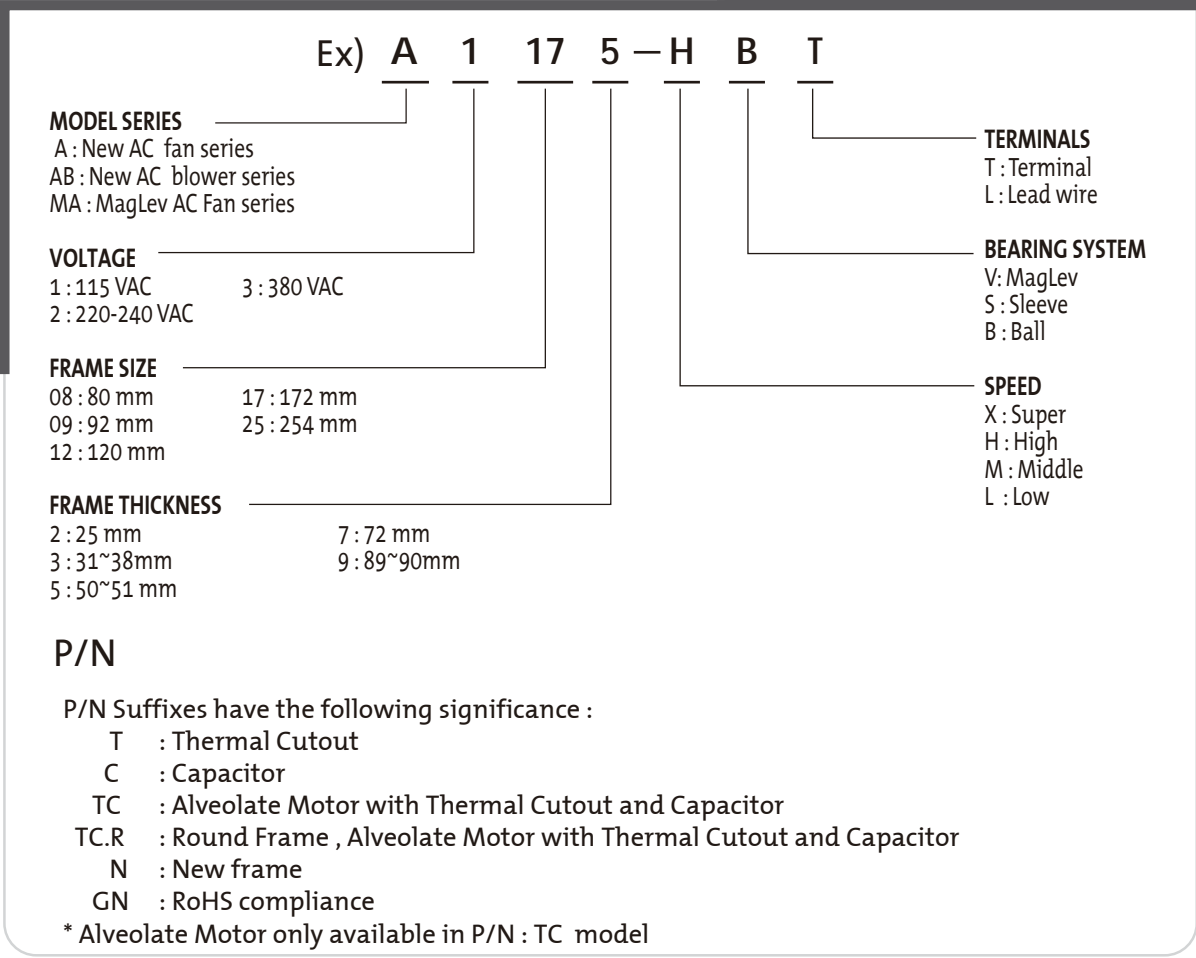 Ex) A 1 17 5 — H B T
MODEL SERIES
A : New AC fan series
AB : New AC blower series
MA : MagLev AC Fan series
VOLTAGE
1 : 115 VAC 3 : 380 VAC
2 : 220-240 VAC
FRAME SIZE
08 : 80 mm 17 : 172 mm
09 : 92 mm 25 : 254 mm
12 : 120 mm
FRAME THICKNESS
2 : 25 mm 7 : 72 mm
3 : 31~38mm 9 : 89~90mm
5 : 50~51 mm
TERMINALS
T : Terminal
L : Lead wire
BEARING SYSTEM
V: MagLev
S : Sleeve
B : Ball
SPEED
X : Super
H : High
M : Middle
L : Low
P/N
P/N Suffixes have the following significance :
T : Thermal Cutout
C : Capacitor
TC : Alveolate Motor with Thermal Cutout and Capacitor
TC.R : Round Frame , Alveolate Motor with Thermal Cutout and Capacitor
N : New frame
GN : RoHS compliance
* Alveolate Motor only available in P/N : TC model